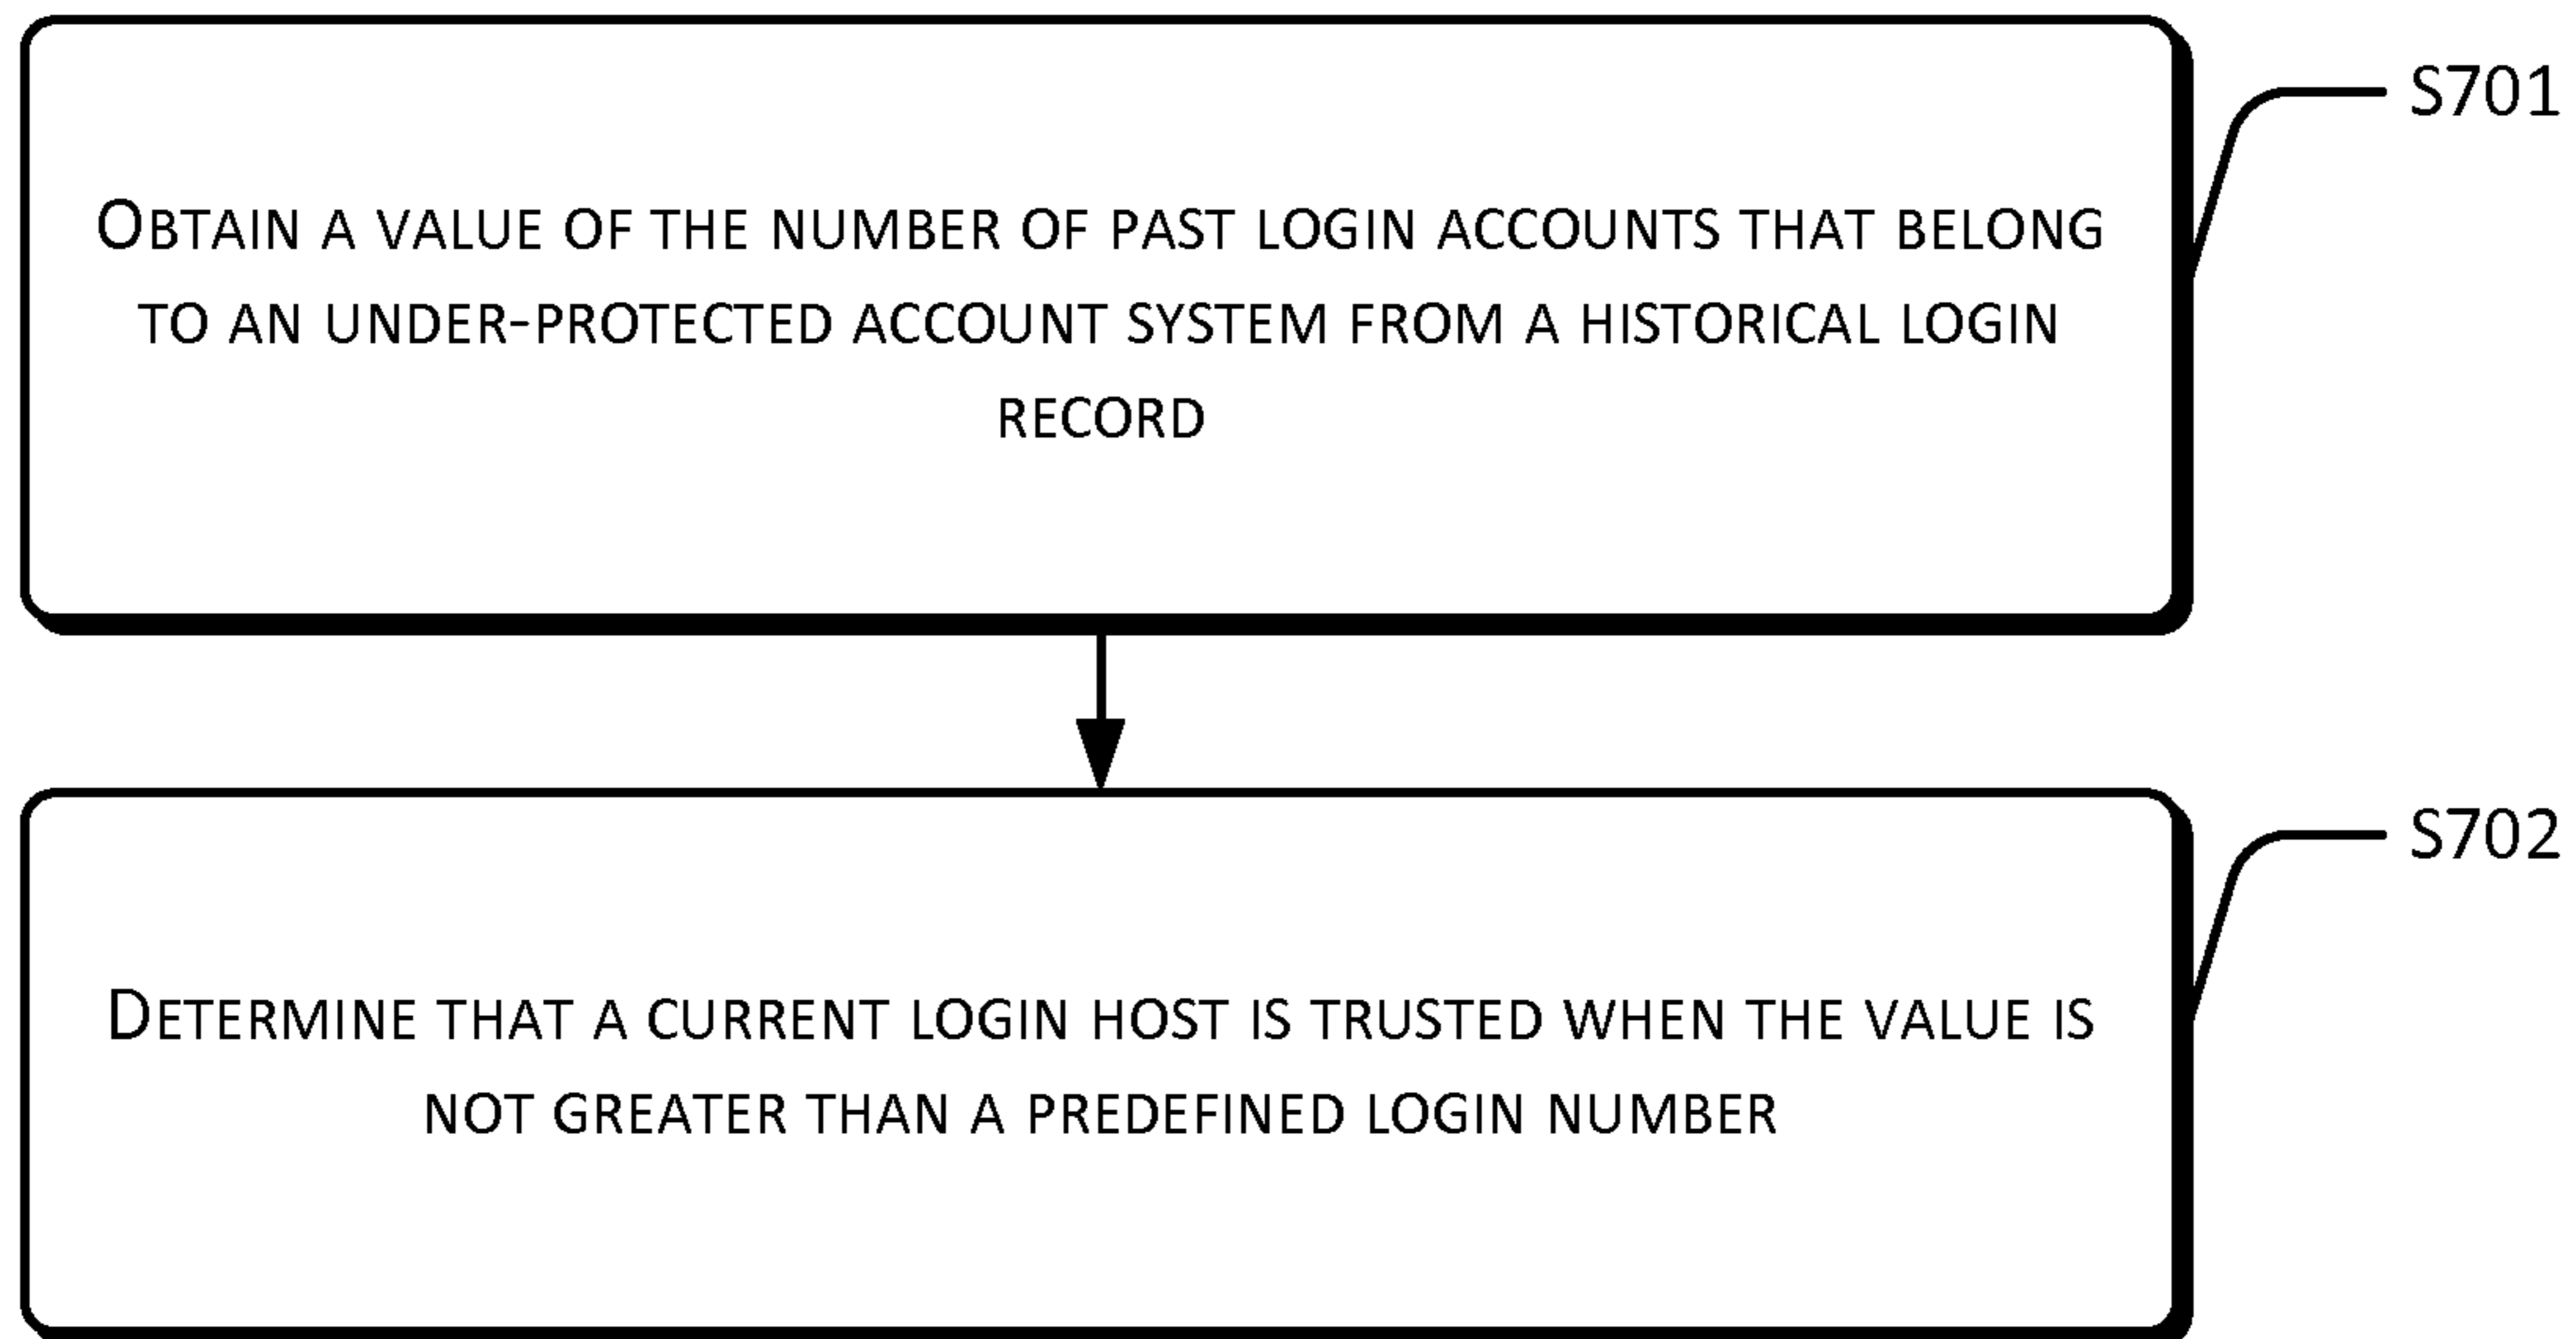 OBTAIN A VALUE OF THE NUMBER OF PAST LOGIN ACCOUNTS THAT BELONG
TO AN UNDER-PROTECTED ACCOUNT SYSTEM FROM A HISTORICAL LOGIN
RECORD
S701
DETERMINE THAT A CURRENT LOGIN HOST IS TRUSTED WHEN THE VALUE IS
NOT GREATER THAN A PREDEFINED LOGIN NUMBER
S702